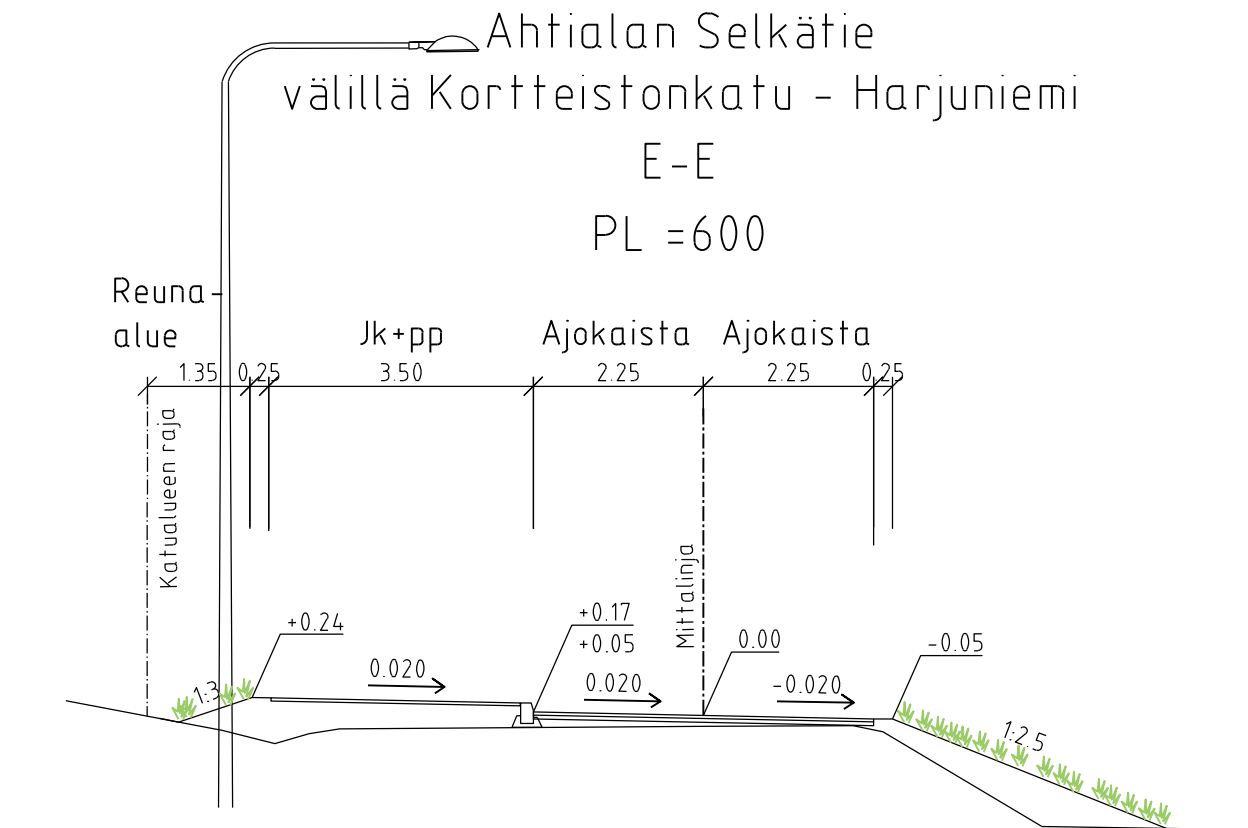 Ahtialan Selkätie
välillä Kortteistonkatu - Harjuniemi
E-E
PL =600
Reuna-
alue
Jk+pp
Ajokaista
Ajokaista
1.35
0.25
3.50
2.25
2.25
0.25
Katualueen raja
Mittalinja
+0.24
+0.17
+0.05
0.00
-0.05
0.020
0.020
-0.020
1:3
1:2.5